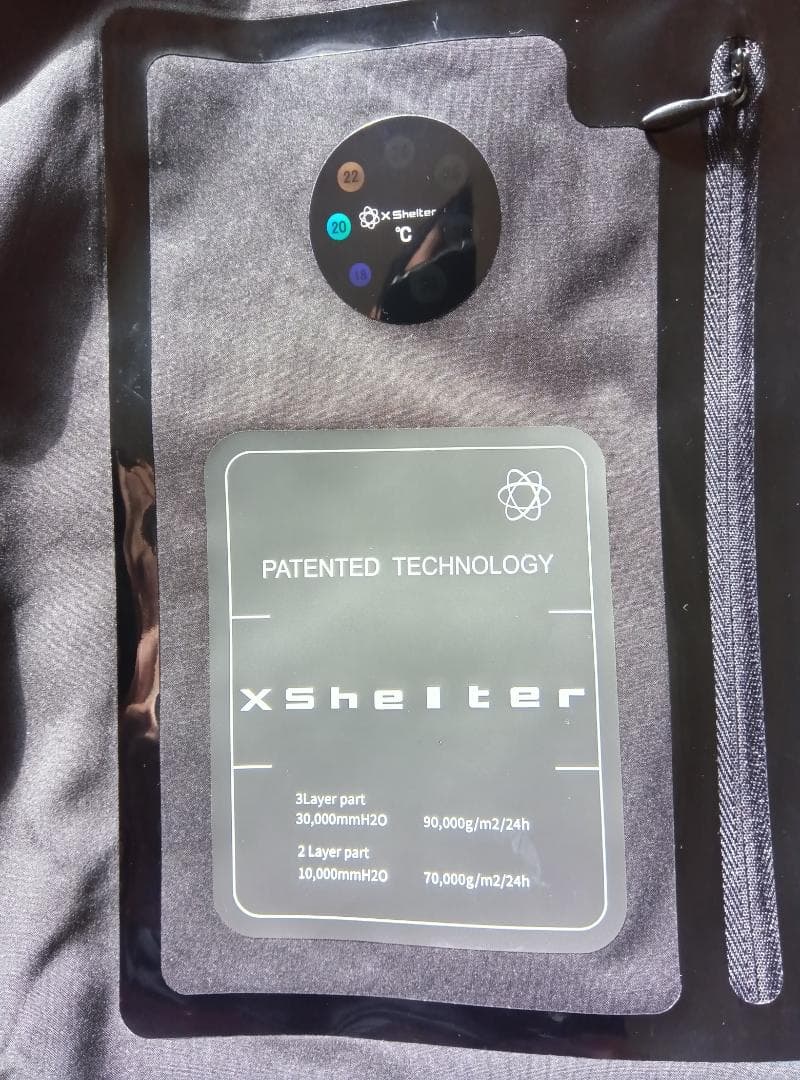 22
X Shelter
20
℃
18
PATENTED TECHNOLOGY
xShelter
3Layer part
30,000mmH2O 90,000g/m2/24h
2 Layer part
10,000mmH2O 70,000g/m2/24h